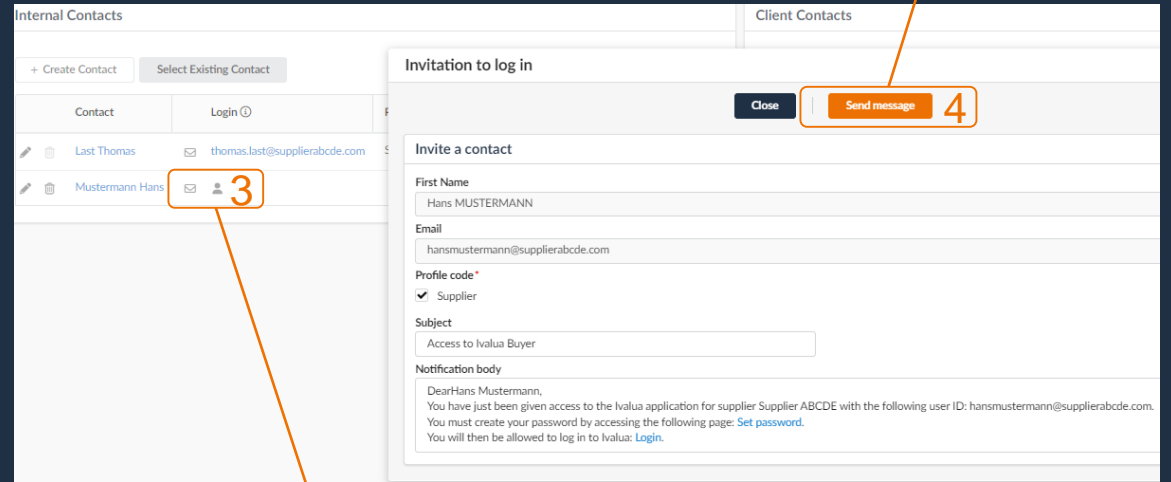 Internal Contacts
Client Contacts
+ Create Contact
Select Existing Contact
Contact
Login
Last Thomas
thomas.last@supplierabcde.com
Mustermann Hans
3
Invitation to log in
Close
Send message
4
Invite a contact
First Name
Hans MUSTERMANN
Email
hansmustermann@supplierabcde.com
Profile code*
Supplier
Subject
Access to Ivalua Buyer
Notification body
DearHans Mustermann,
You have just been given access to the Ivalua application for supplier Supplier ABCDE with the following user ID: hansmustermann@supplierabcde.com.
You must create your password by accessing the following page: Set password.
You will then be allowed to log in to Ivalua: Login.